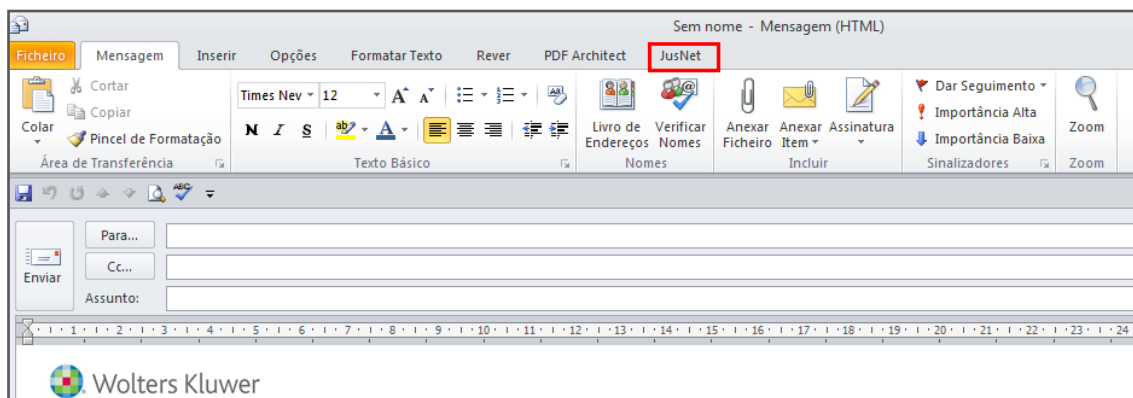 Sem nome - Mensagem (HTML)
Ficheiro Mensagem Inserir Opções Formatar Texto Rever PDF Architect JusNet
Cortar
Copiar
Colar
Pincel de Formatação
Área de Transferência
Times Nev 12
A A
N I S ab A
Texto Básico
Livro de Endereços
Verificar Nomes
Nomes
Anexar Ficheiro
Anexar Item
Assinatura
Incluir
Dar Seguimento
Importância Alta
Importância Baixa
Sinalizadores
Zoom
Zoom
ABC
Enviar
Para...
Cc...
Assunto:
1 2 3 4 5 6 7 8 9 10 11 12 13 14 15 16 17 18 19 20 21 22 23 24
Wolters Kluwer